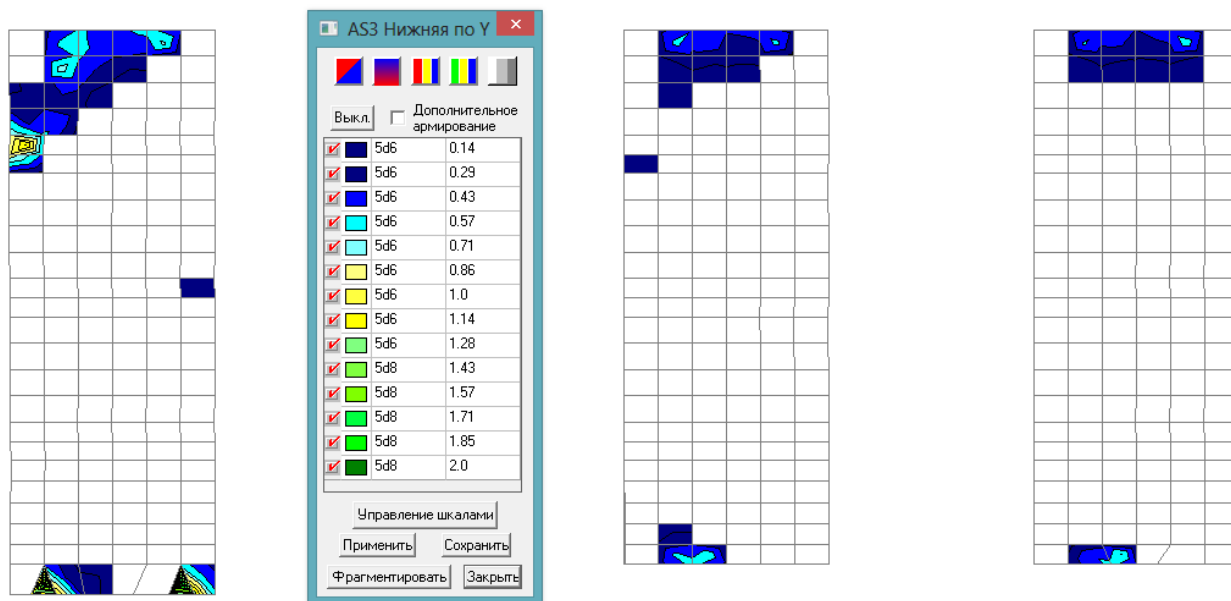 AS3 Нижняя по Y
Выкл.
Дополнительное
армирование
5d6 0.14
5d6 0.29
5d6 0.43
5d6 0.57
5d6 0.71
5d6 0.86
5d6 1.0
5d6 1.14
5d6 1.28
5d8 1.43
5d8 1.57
5d8 1.71
5d8 1.85
5d8 2.0
Управление шкалами
Применить Сохранить
Фрагментировать Закрыть